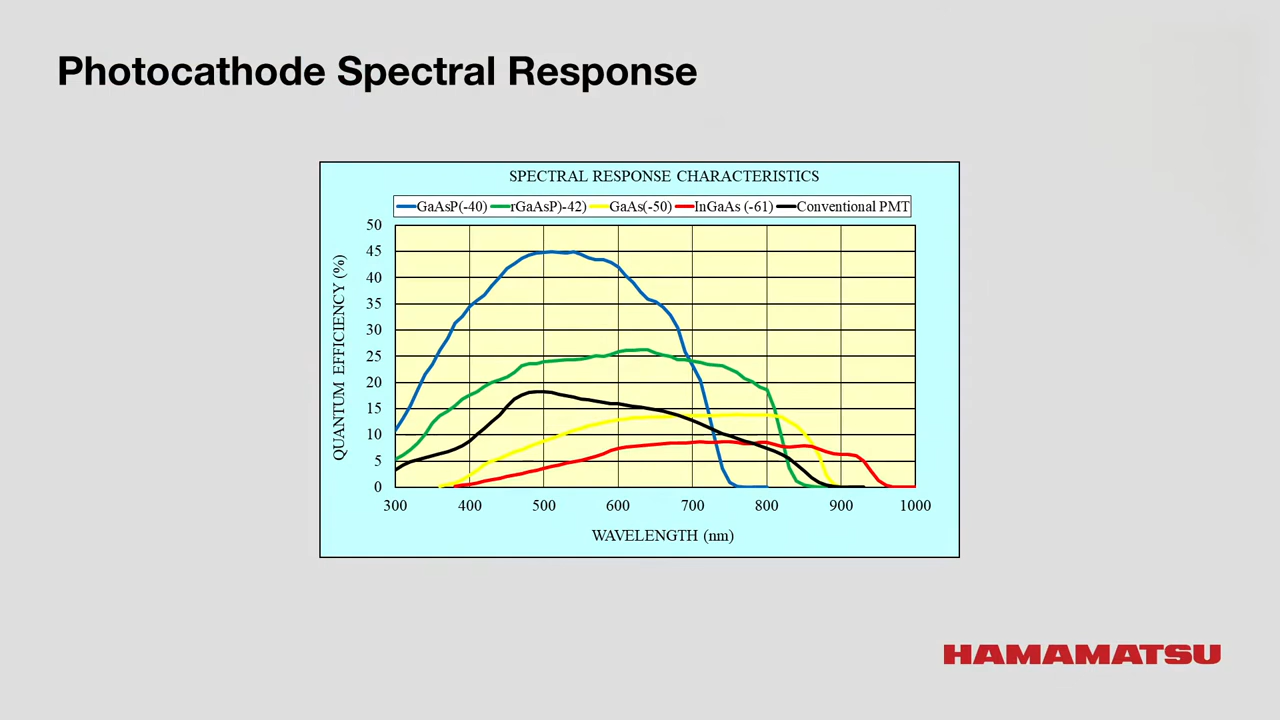 Photocathode Spectral Response
SPECTRAL RESPONSE CHARACTERISTICS
GaAsP(-40) rGaAsP)-42) GaAs(-50) InGaAs (-61) Conventional PMT
QUANTUM EFFICIENCY (%)
50
45
40
35
30
25
20
15
10
5
0
300 400 500 600 700 800 900 1000
WAVELENGTH (nm)
HAMAMATSU